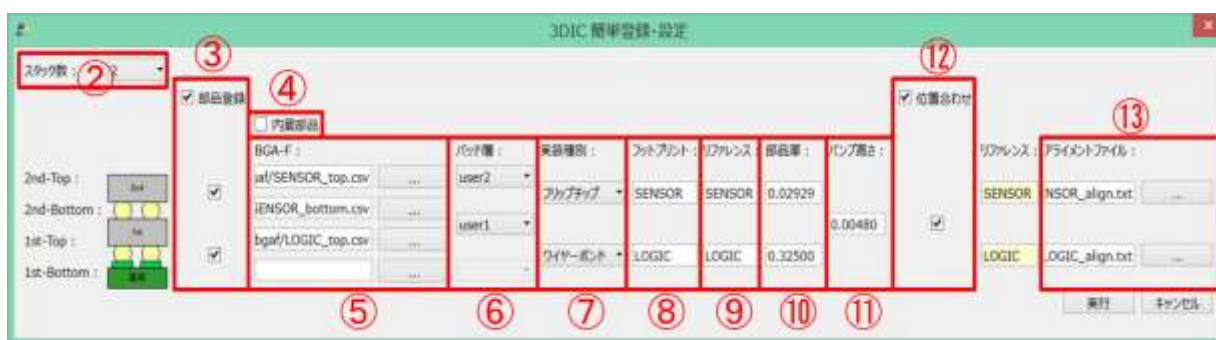 3DIC 簡単登録-設定
×
スタック数： 2
②
③
部品登録
④
内蔵部品
⑫
位置合わせ
⑬
BGA-F：
パッド層：
実装種別：
フットプリント：
リファレンス：
部品厚：
バンプ高さ：
リファレンス：
アライメントファイル：
2nd-Top：
2nd-Bottom：
1st-Top：
1st-Bottom：
2nd
1st
基板
af/SENSOR_top.csv
...
user2
フリップチップ
SENSOR
SENSOR
0.02929
SENSOR
NSOR_align.txt
...
SENSOR_bottom.csv
...
user1
0.00480
bgaf/LOGIC_top.csv
...
ワイヤーボンド
LOGIC
LOGIC
0.32500
LOGIC
LOGIC_align.txt
...
...
⑤
⑥
⑦
⑧
⑨
⑩
⑪
実行
キャンセル